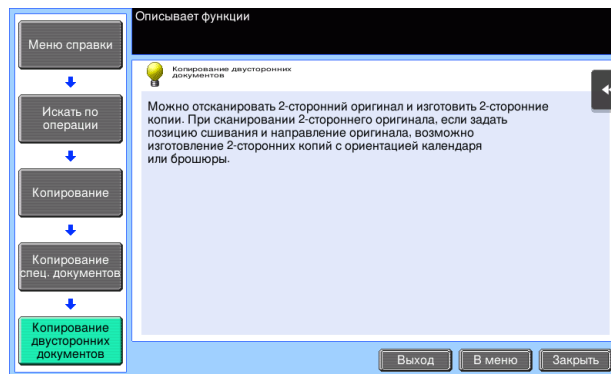 Описывает функции
Меню справки
Искать по
операции
Копирование
Копирование
спец. документов
Копирование
двусторонних
документов
Копирование двусторонних
документов
Можно отсканировать 2-сторонний оригинал и изготовить 2-сторонние
копии. При сканировании 2-стороннего оригинала, если задать
позицию сшивания и направление оригинала, возможно
изготовление 2-сторонних копий с ориентацией календаря
или брошюры.
Выход
В меню
Закрыть